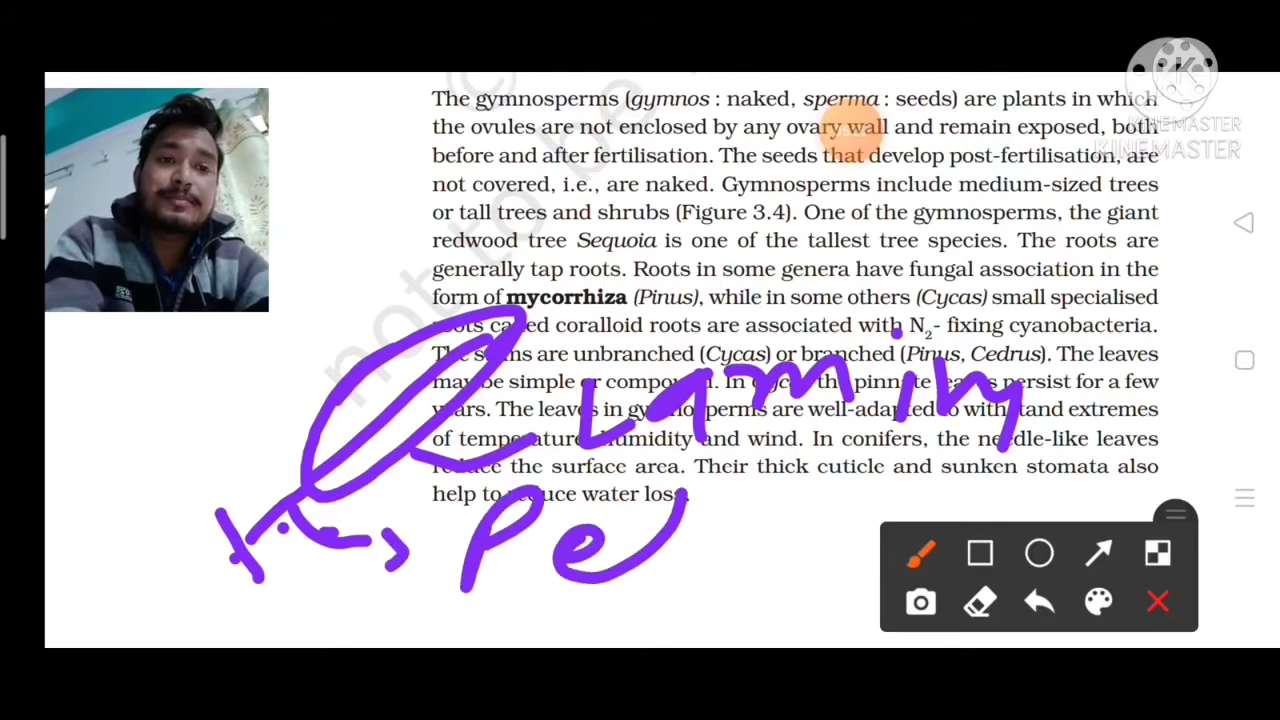 The gymnosperms (gymnos : naked, sperma : seeds) are plants in which
the ovules are not enclosed by any ovary wall and remain exposed, both
before and after fertilisation. The seeds that develop post-fertilisation, are
not covered, i.e., are naked. Gymnosperms include medium-sized trees
or tall trees and shrubs (Figure 3.4). One of the gymnosperms, the giant
redwood tree Sequoia is one of the tallest tree species. The roots are
generally tap roots. Roots in some genera have fungal association in the
form of mycorrhiza (Pinus), while in some others (Cycas) small specialised
roots called coralloid roots are associated with N2- fixing cyanobacteria.
The stems are unbranched (Cycas) or branched (Pinus, Cedrus). The leaves
may be simple or compound. In Cycas the pinnate leaves persist for a few
years. The leaves in gymnosperms are well-adapted to withstand extremes
of temperature, humidity and wind. In conifers, the needle-like leaves
reduce the surface area. Their thick cuticle and sunken stomata also
help to reduce water loss.
Pe
© not to be
KINEMASTER
KINEMASTER